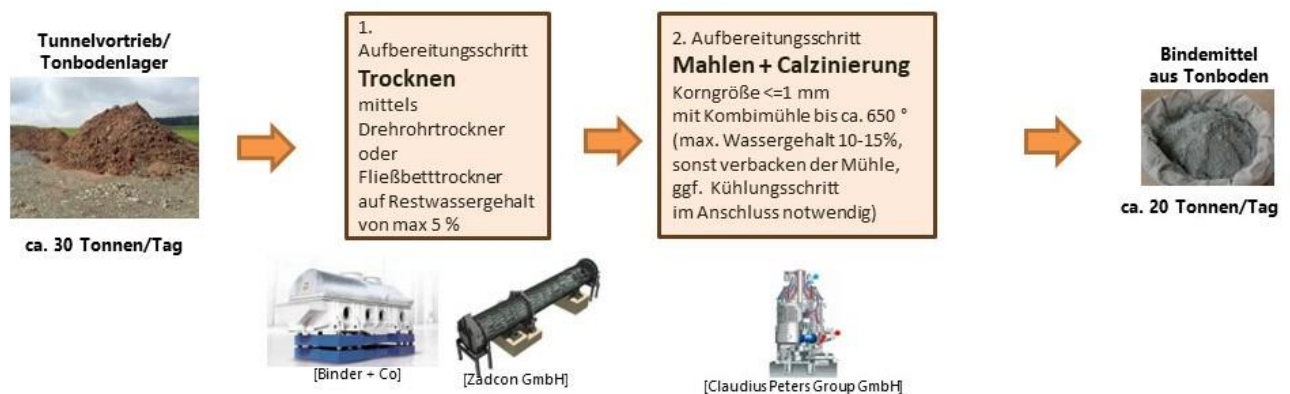 Tunnelvortrieb/
Tonbodenlager
ca. 30 Tonnen/Tag
1.
Aufbereitungsschritt
Trocknen
mittels
Drehrohrtrockner
oder
Fließbetttrockner
auf Restwassergehalt
von max 5 %
[Binder + Co]
[Zadcon GmbH]
2. Aufbereitungsschritt
Mahlen + Calzinierung
Korngröße <=1 mm
mit Kombimühle bis ca. 650 °
(max. Wassergehalt 10-15%,
sonst verbacken der Mühle,
ggf. Kühlungsschritt
im Anschluss notwendig)
[Claudius Peters Group GmbH]
Bindemittel
aus Tonboden
ca. 20 Tonnen/Tag